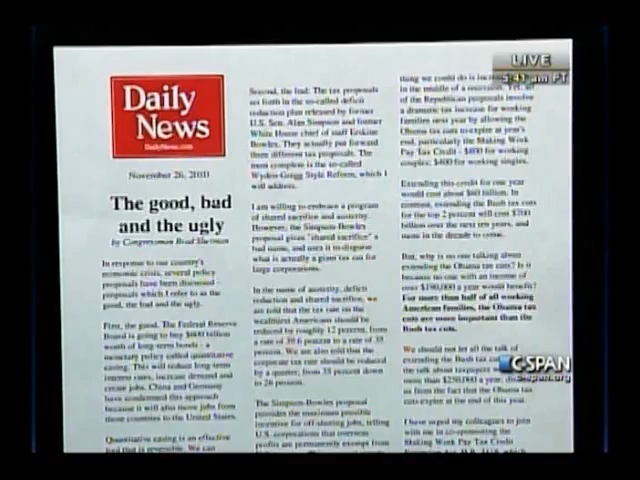 LIVE
5:41 pm PT
Daily
News
DailyNews.com
November 26, 2010
The good, bad
and the ugly
by Congressman Brad Sherman
In response to our country's
economic crisis, several policy
proposals have been discussed -
proposals which I refer to as the
good, the bad and the ugly.
First, the good. The Federal Reserve
Board is going to buy $600 billion
worth of long-term bonds - a
monetary policy called quantitative
easing. This will reduce long-term
interest rates, increase demand and
create jobs. China and Germany
have condemned this approach
because it will also move jobs from
those countries to the United States.
Quantitative easing is an effective
tool that is reversible. We can
Second, the bad: The tax proposals
set forth in the so-called deficit
reduction plan released by former
U.S. Sen. Alan Simpson and former
White House chief of staff Erskine
Bowles. They actually put forward
three different tax proposals. The
most complete is the so-called
Wyden-Gregg Style Reform, which I
will address.
I am willing to embrace a program
of shared sacrifice and austerity.
However, the Simpson-Bowles
proposal gives "shared sacrifice" a
bad name, and uses it to disguise
what is actually a giant tax cut for
large corporations.
In the name of austerity, deficit
reduction and shared sacrifice, we
are told that the tax rate on the
wealthiest Americans should be
reduced by roughly 12 percent, from
a rate of 39.6 to a rate of 35
percent. We are also told that the
corporate tax rate should be reduced
by a quarter, from 35 percent down
to 26 percent.
The Simpson-Bowles proposal
provides the maximum possible
incentive for off-shoring jobs, telling
U.S. corporations that overseas
profits are permanently exempt from
thing we could do is
in the middle of a recession. Yet, all
of the Republican proposals involve
a dramatic tax increase for working
families next year by allowing the
Obama tax cuts to expire at year's
end, particularly the Making Work
Pay Tax Credit - $800 for working
couples; $400 for working singles.
Extending this credit for one year
would cost about $60 billion. In
contrast, extending the Bush tax cuts
for the top 2 percent will cost $700
billion over the next ten years, and
more in the decade to come.
But, why is no one talking about
extending the Obama tax cuts? Is it
because no one with an income of
over $190,000 a year would benefit?
For more than half of all working
American families, the Obama tax
cuts are more important than the
Bush tax cuts.
We should not let all the talk of
extending the Bush tax
the talk about taxpayers
more than $250,000 a year,
us from the fact that the Obama tax
cuts expire at the end of this year.
C-SPAN
c-span.org
I have urged my colleagues to join
with me in co-sponsoring the
Making Work Pay Tax Credit